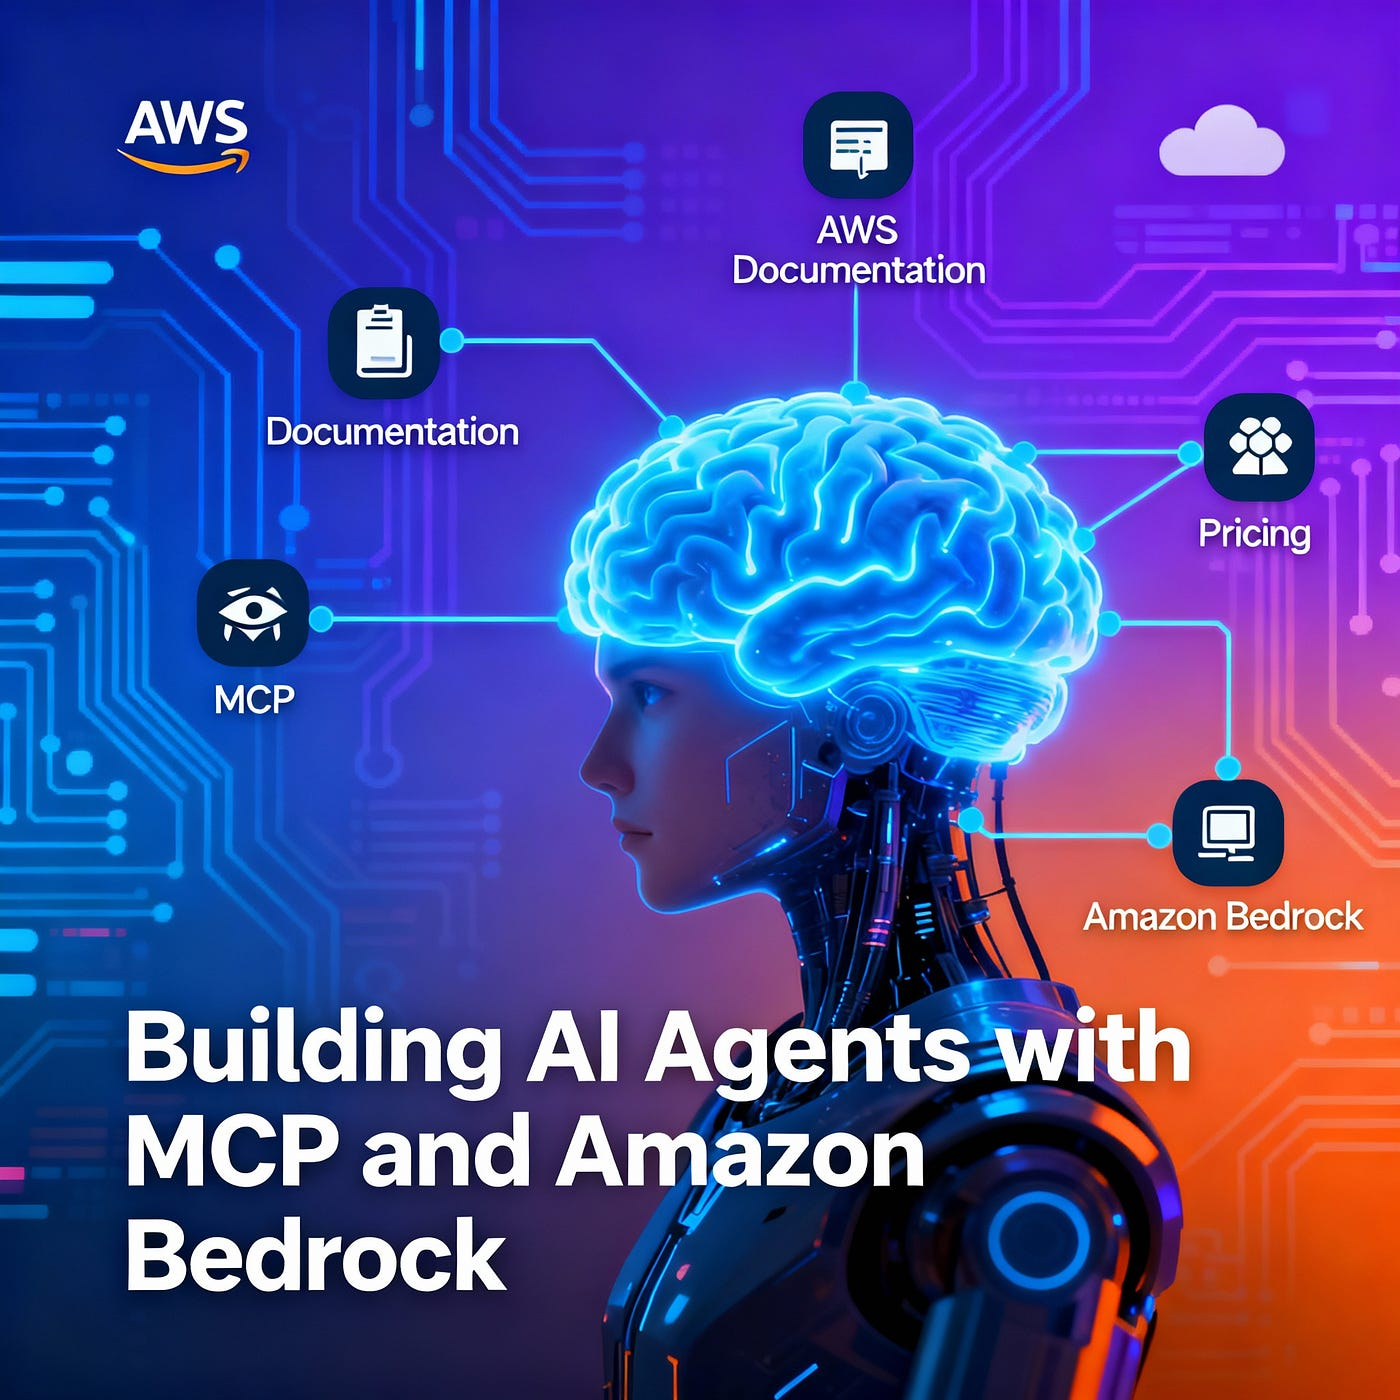 AWS
AWS
Documentation
Documentation
Pricing
MCP
Amazon Bedrock
Building AI Agents with
MCP and Amazon
Bedrock